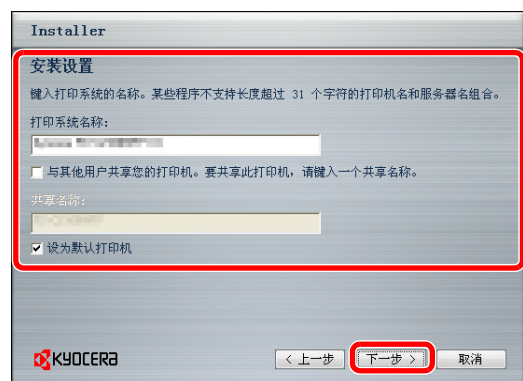 Installer
安装设置
键入打印系统的名称。某些程序不支持长度超过 31 个字符的打印机名和服务器名组合。
打印系统名称:
与其他用户共享您的打印机。要共享此打印机，请键入一个共享名称。
共享名称:
设为默认打印机
KYOCERA
< 上一步 下一步 > 取消